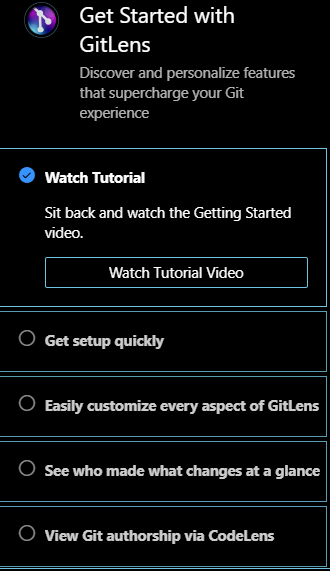 Get Started with
GitLens
Discover and personalize features
that supercharge your Git
experience
Watch Tutorial
Sit back and watch the Getting Started
video.
Watch Tutorial Video
Get setup quickly
Easily customize every aspect of GitLens
See who made what changes at a glance
View Git authorship via CodeLens